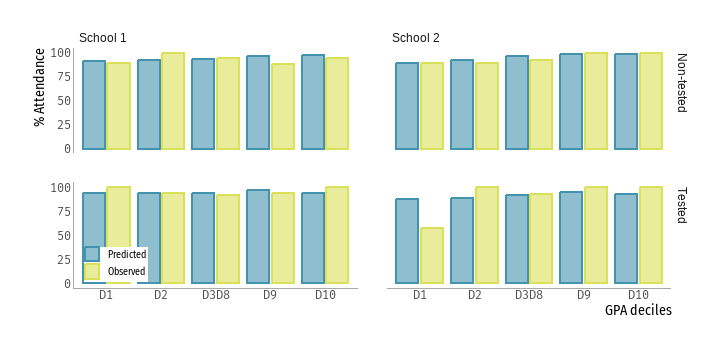 School 1
School 2
% Attendance
100
75
50
25
0
Non-tested
100
75
50
25
0
Tested
Predicted
Observed
D1 D2 D3D8 D9 D10
D1 D2 D3D8 D9 D10
GPA deciles